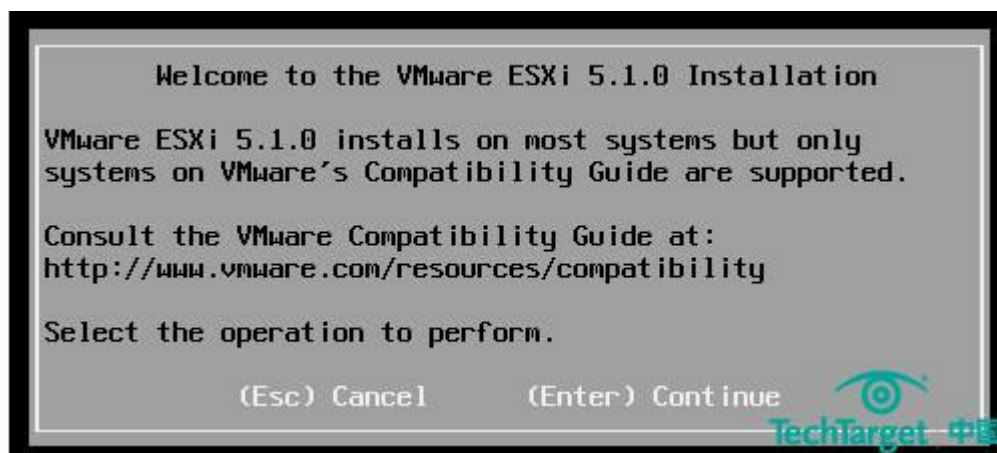 Welcome to the VMware ESXi 5.1.0 Installation
VMware ESXi 5.1.0 installs on most systems but only
systems on VMware's Compatibility Guide are supported.
Consult the VMware Compatibility Guide at:
http://www.vmware.com/resources/compatibility
Select the operation to perform.
(Esc) Cancel (Enter) Continue
TechTarget 中国